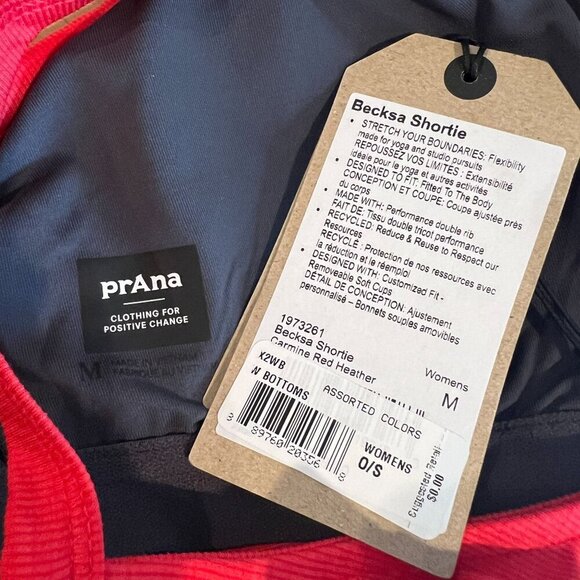 prAna
CLOTHING FOR
POSITIVE CHANGE
M
Becksa Shortie
• STRETCH YOUR BOUNDARIES: Flexibility
made for yoga and studio pursuits
REPOUSSEZ VOS LIMITES : Extensibilité
idéale pour le yoga et autres activités
• DESIGNED TO FIT: Fitted To The Body
CONCEPTION ET COUPE: Coupe ajustée près
du corps
• MADE WITH: Performance double rib
FAIT DE: Tissu double tricot performance
• RECYCLED: Reduce & Reuse to Respect our
Resources
RECYCLÉ : Protection de nos ressources avec
la réduction et le réemploi
• DESIGNED WITH: Customized Fit -
Removable Soft Cups
DÉTAIL DE CONCEPTION: Ajustement
personnalisé – Bonnets souples amovibles
1973261
Becksa Shortie
Carmine Red Heather
Womens
M
X2WB
W BOTTOMS
ASSORTED COLORS
8 89760 20356 8
WOMENS
O/S
$0.00